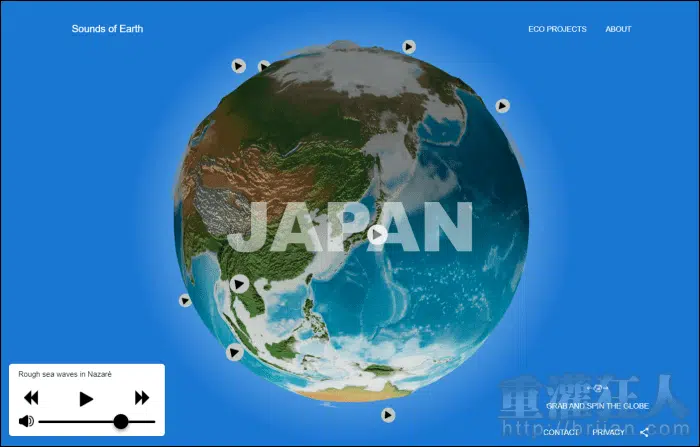 Sounds of Earth
ECO PROJECTS
ABOUT
JAPAN
Rough sea waves in Nazaré
重灌狂人
GRAB AND SPIN THE GLOBE
http://briian.com
CONTACT
PRIVACY